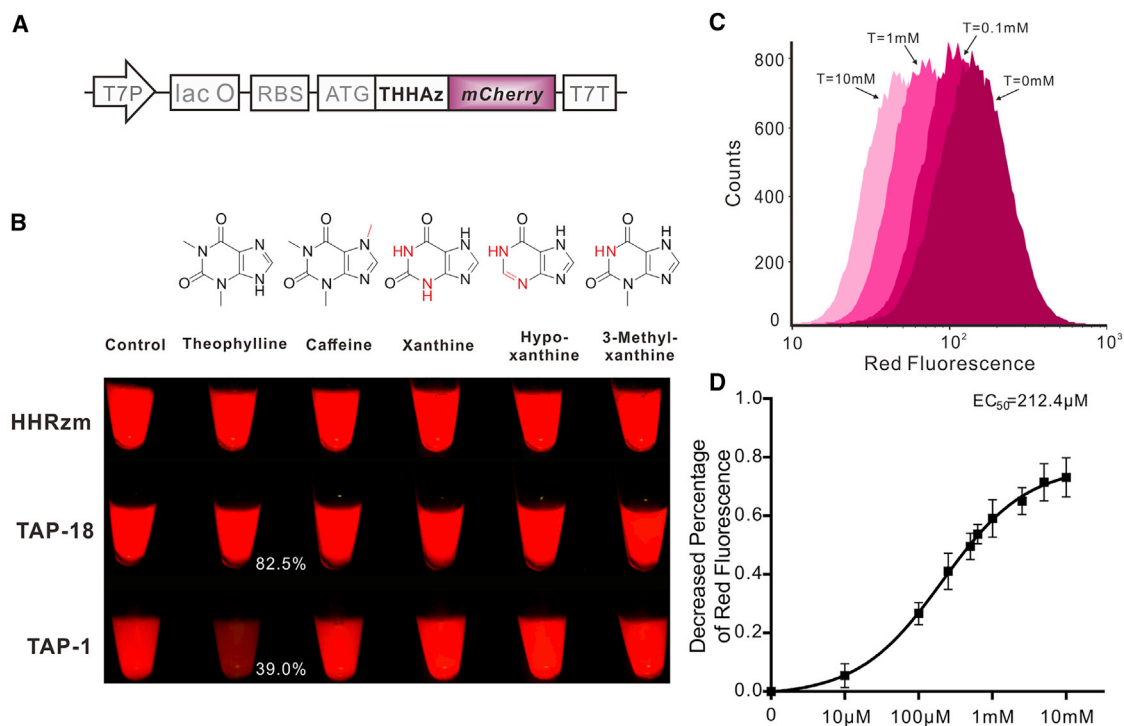 A
T7P
lac O
RBS
ATG
THHAz
mCherry
T7T
B
O
N
N
O
N
N
H
O
N
N
O
N
N
O
HN
H
N
O
N
H
N
O
HN
H
N
N
N
O
HN
H
N
O
N
N
Control
Theophylline
Caffeine
Xanthine
Hypo-
xanthine
3-Methyl-
xanthine
HHRzm
TAP-18
82.5%
TAP-1
39.0%
C
Counts
800
600
400
200
0
T=10mM
T=1mM
T=0.1mM
T=0mM
10
10²
10³
Red Fluorescence
D
EC₅₀=212.4μM
Decreased Percentage
of Red Fluorescence
1.0
0.8
0.6
0.4
0.2
0.0
0
10μM
100μM
1mM
10mM